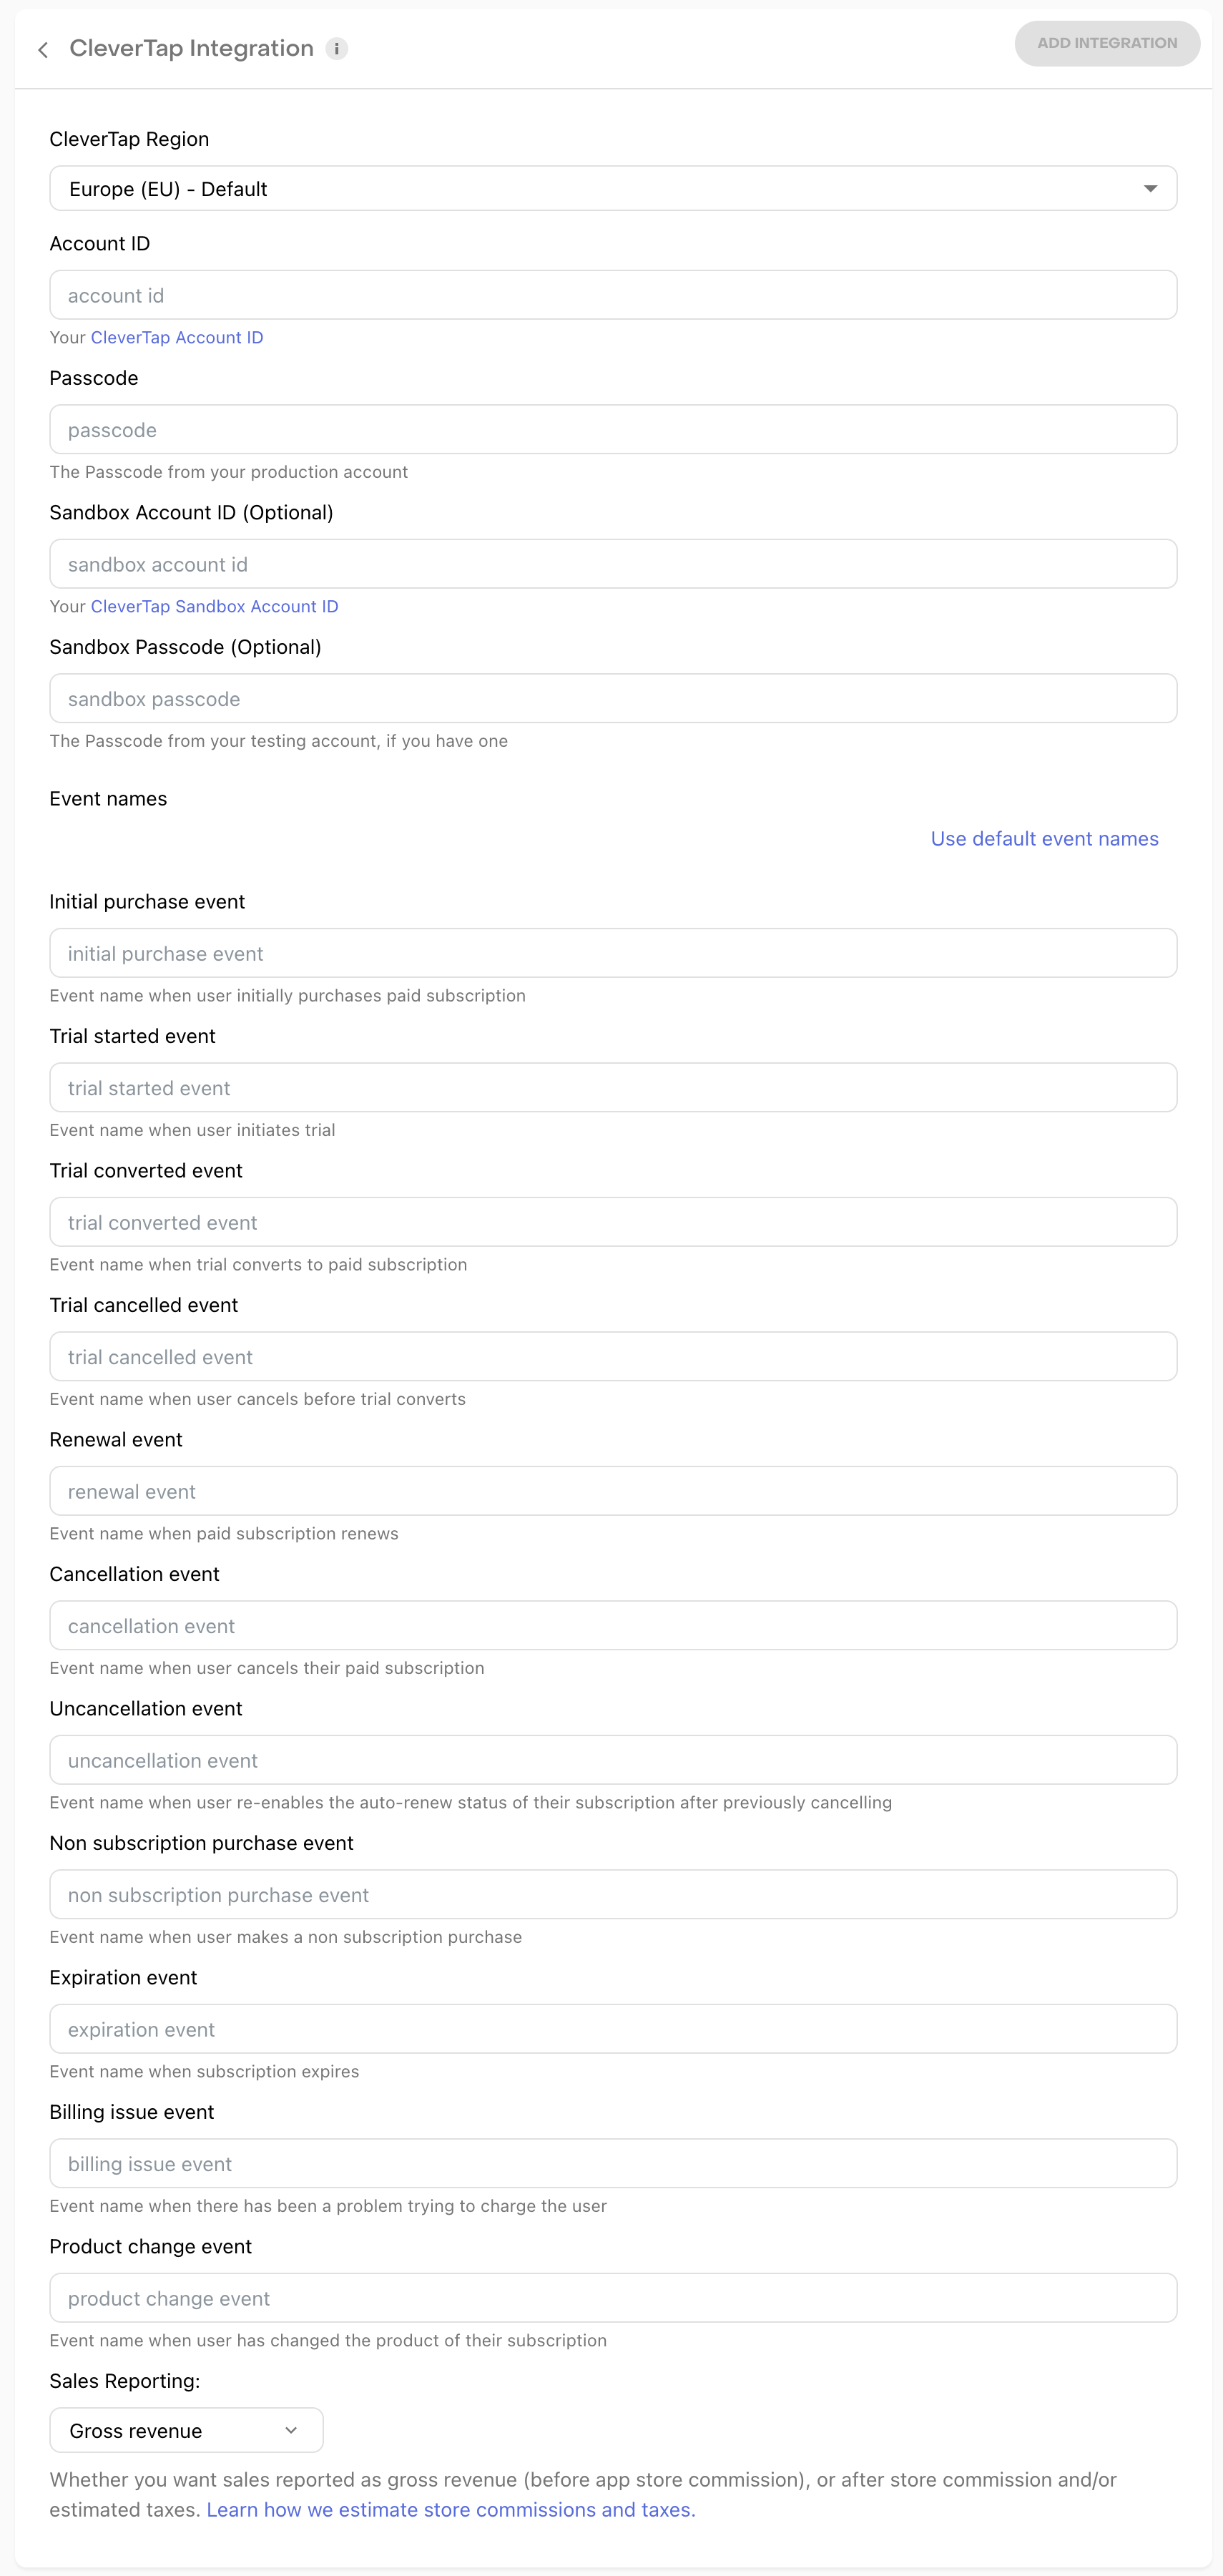 CleverTap Integration i
ADD INTEGRATION
CleverTap Region
Europe (EU) - Default
Account ID
account id
Your CleverTap Account ID
Passcode
passcode
The Passcode from your production account
Sandbox Account ID (Optional)
sandbox account id
Your CleverTap Sandbox Account ID
Sandbox Passcode (Optional)
sandbox passcode
The Passcode from your testing account, if you have one
Event names
Use default event names
Initial purchase event
initial purchase event
Event name when user initially purchases paid subscription
Trial started event
trial started event
Event name when user initiates trial
Trial converted event
trial converted event
Event name when trial converts to paid subscription
Trial cancelled event
trial cancelled event
Event name when user cancels before trial converts
Renewal event
renewal event
Event name when paid subscription renews
Cancellation event
cancellation event
Event name when user cancels their paid subscription
Uncancellation event
uncancellation event
Event name when user re-enables the auto-renew status of their subscription after previously cancelling
Non subscription purchase event
non subscription purchase event
Event name when user makes a non subscription purchase
Expiration event
expiration event
Event name when subscription expires
Billing issue event
billing issue event
Event name when there has been a problem trying to charge the user
Product change event
product change event
Event name when user has changed the product of their subscription
Sales Reporting:
Gross revenue
Whether you want sales reported as gross revenue (before app store commission), or after store commission and/or
estimated taxes. Learn how we estimate store commissions and taxes.